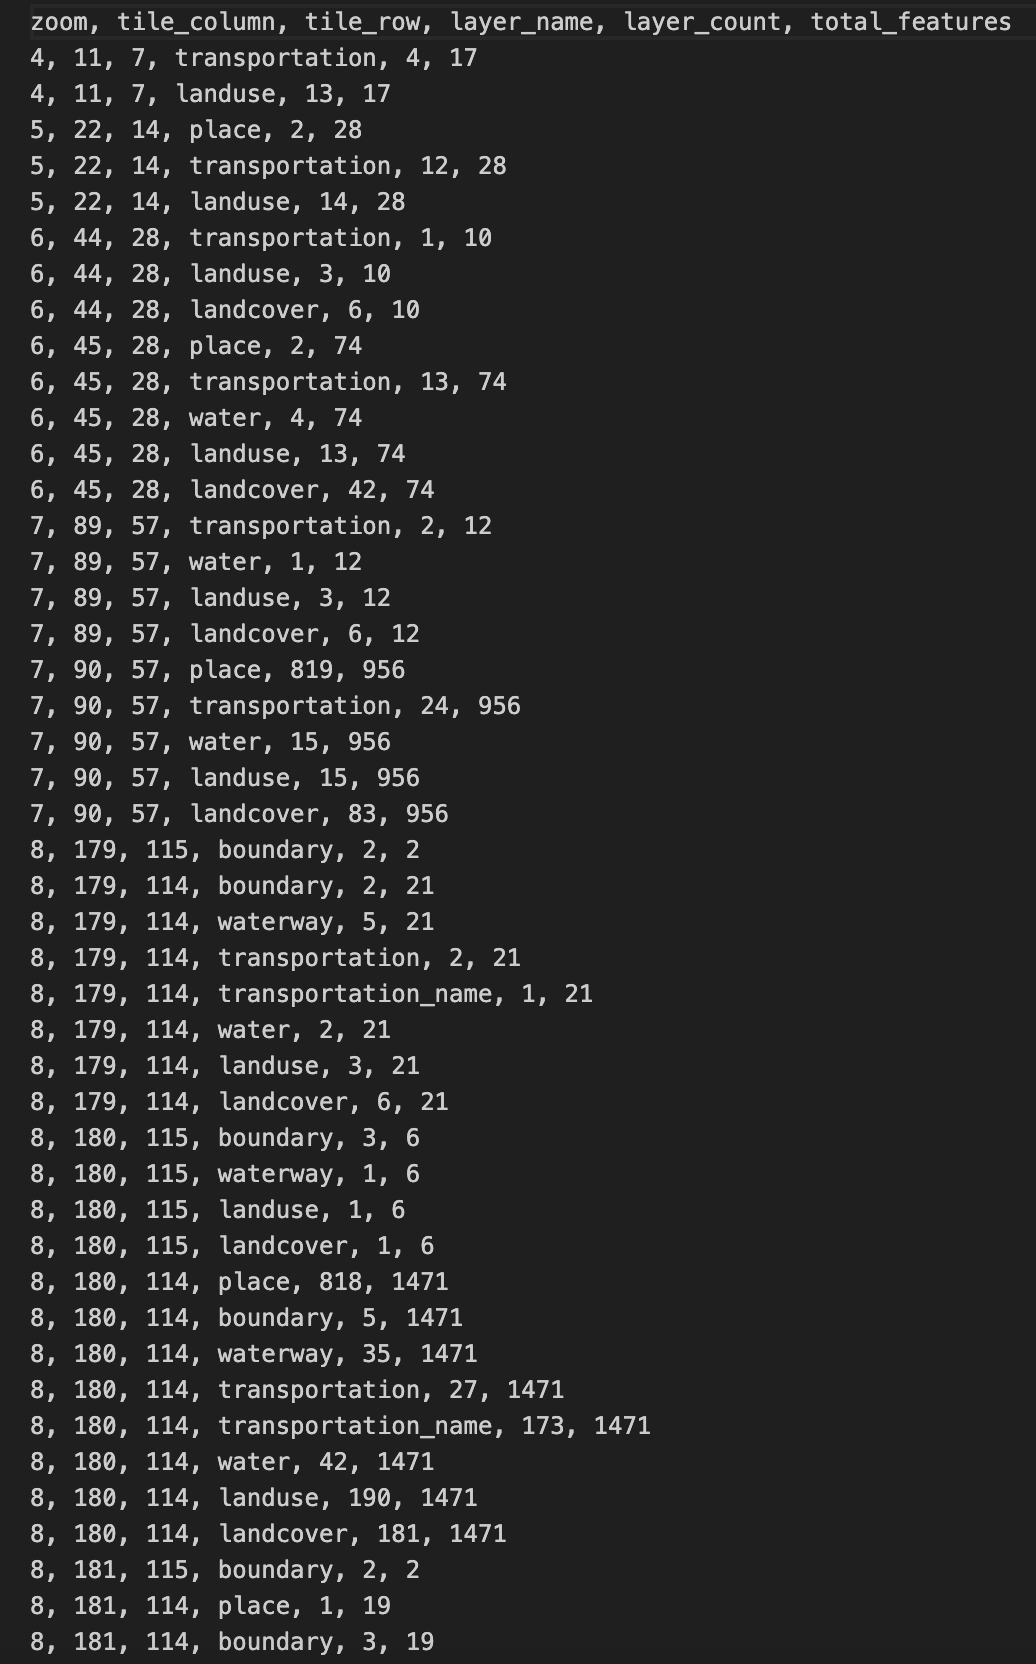 zoom, tile_column, tile_row, layer_name, layer_count, total_features
4, 11, 7, transportation, 4, 17
4, 11, 7, landuse, 13, 17
5, 22, 14, place, 2, 28
5, 22, 14, transportation, 12, 28
5, 22, 14, landuse, 14, 28
6, 44, 28, transportation, 1, 10
6, 44, 28, landuse, 3, 10
6, 44, 28, landcover, 6, 10
6, 45, 28, place, 2, 74
6, 45, 28, transportation, 13, 74
6, 45, 28, water, 4, 74
6, 45, 28, landuse, 13, 74
6, 45, 28, landcover, 42, 74
7, 89, 57, transportation, 2, 12
7, 89, 57, water, 1, 12
7, 89, 57, landuse, 3, 12
7, 89, 57, landcover, 6, 12
7, 90, 57, place, 819, 956
7, 90, 57, transportation, 24, 956
7, 90, 57, water, 15, 956
7, 90, 57, landuse, 15, 956
7, 90, 57, landcover, 83, 956
8, 179, 115, boundary, 2, 2
8, 179, 114, boundary, 2, 21
8, 179, 114, waterway, 5, 21
8, 179, 114, transportation, 2, 21
8, 179, 114, transportation_name, 1, 21
8, 179, 114, water, 2, 21
8, 179, 114, landuse, 3, 21
8, 179, 114, landcover, 6, 21
8, 180, 115, boundary, 3, 6
8, 180, 115, waterway, 1, 6
8, 180, 115, landuse, 1, 6
8, 180, 115, landcover, 1, 6
8, 180, 114, place, 818, 1471
8, 180, 114, boundary, 5, 1471
8, 180, 114, waterway, 35, 1471
8, 180, 114, transportation, 27, 1471
8, 180, 114, transportation_name, 173, 1471
8, 180, 114, water, 42, 1471
8, 180, 114, landuse, 190, 1471
8, 180, 114, landcover, 181, 1471
8, 181, 115, boundary, 2, 2
8, 181, 114, place, 1, 19
8, 181, 114, boundary, 3, 19